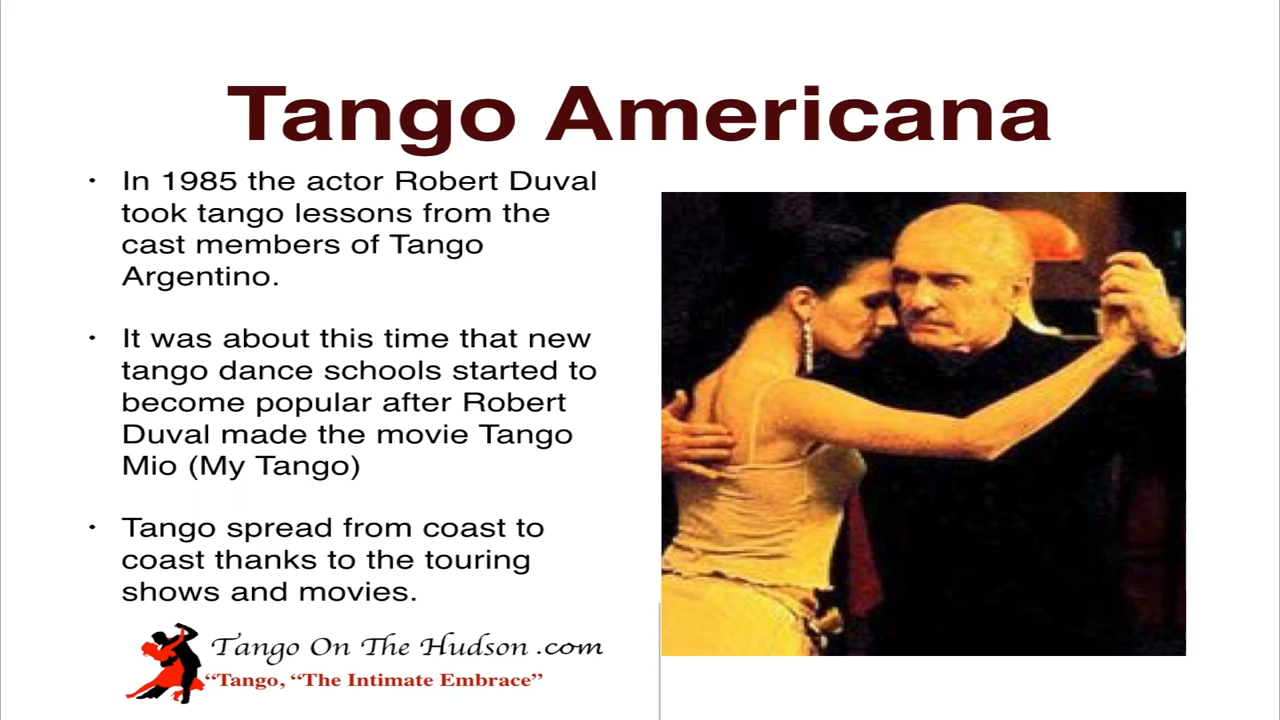 Tango Americana
• In 1985 the actor Robert Duval
took tango lessons from the
cast members of Tango
Argentino.
• It was about this time that new
tango dance schools started to
become popular after Robert
Duval made the movie Tango
Mio (My Tango)
• Tango spread from coast to
coast thanks to the touring
shows and movies.
Tango On The Hudson .com
“Tango, “The Intimate Embrace”